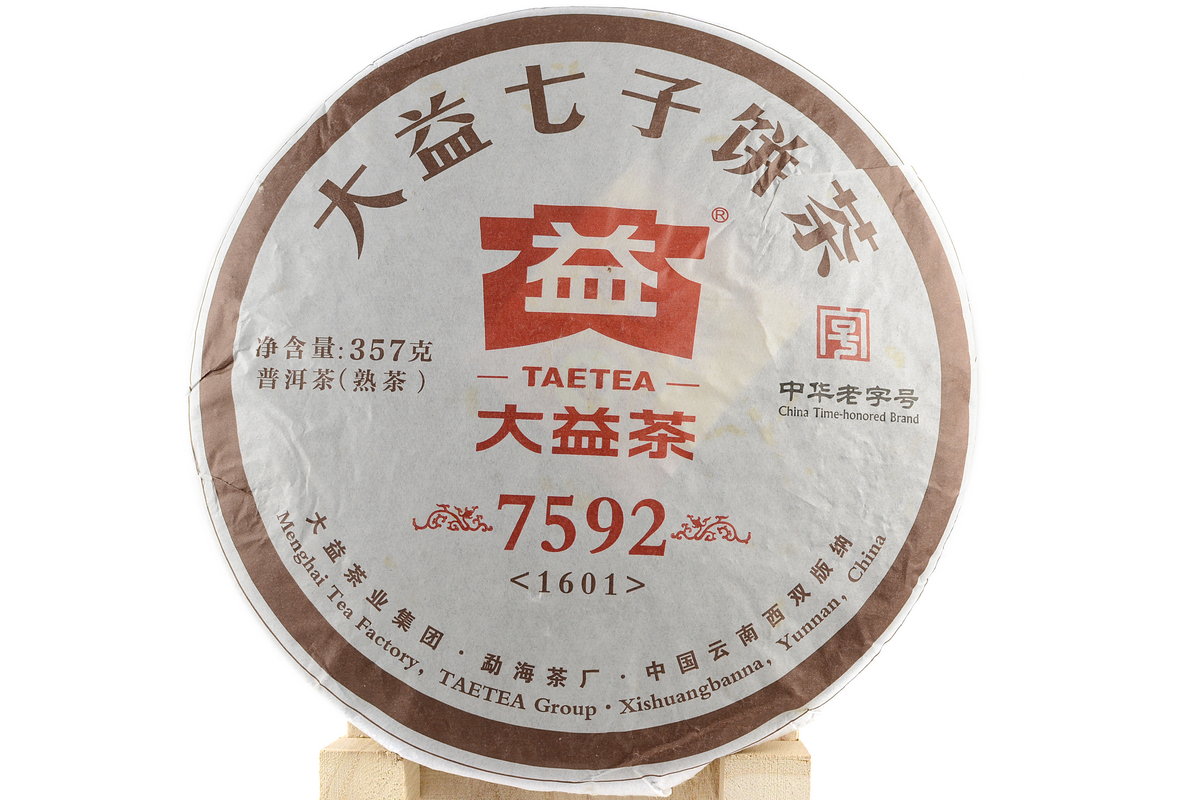 大益七子饼茶
益®
净含量:357克
普洱茶(熟茶)
TAETEA
大益茶
中华老字号
China Time-honored Brand
7592
<1601>
大益茶业集团·勐海茶厂·中国云南西双版纳
Menghai Tea Factory, TAETEA Group·Xishuangbanna, Yunnan, China